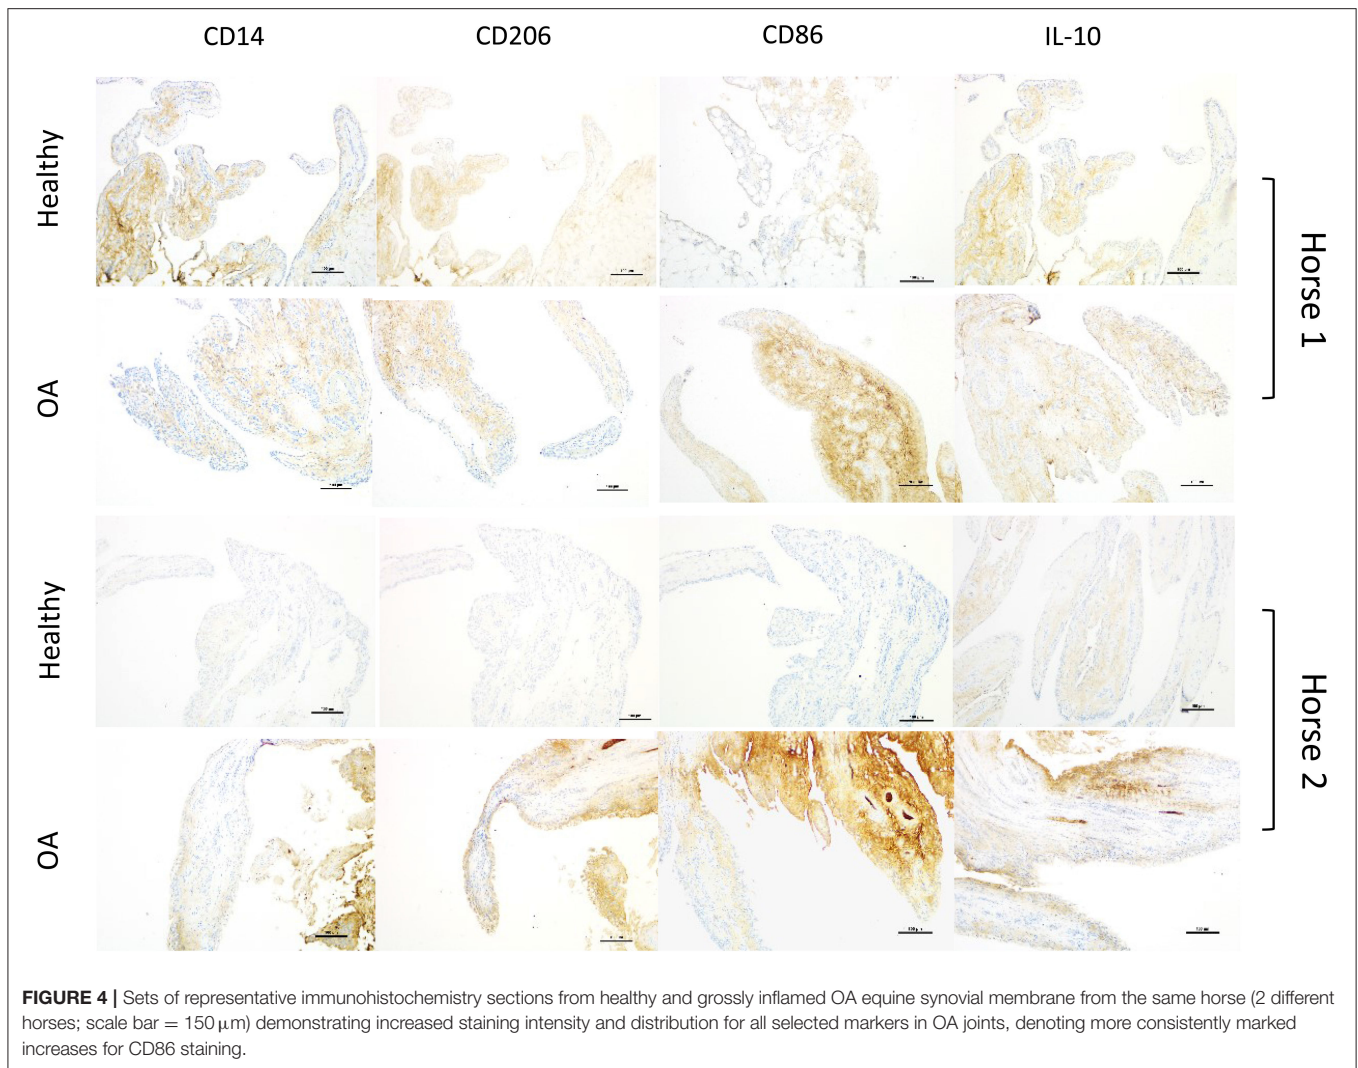 CD14 CD206 CD86 IL-10
Healthy
OA
Horse 1
Healthy
OA
Horse 2
FIGURE 4 | Sets of representative immunohistochemistry sections from healthy and grossly inflamed OA equine synovial membrane from the same horse (2 different
horses; scale bar = 150 μm) demonstrating increased staining intensity and distribution for all selected markers in OA joints, denoting more consistently marked
increases for CD86 staining.